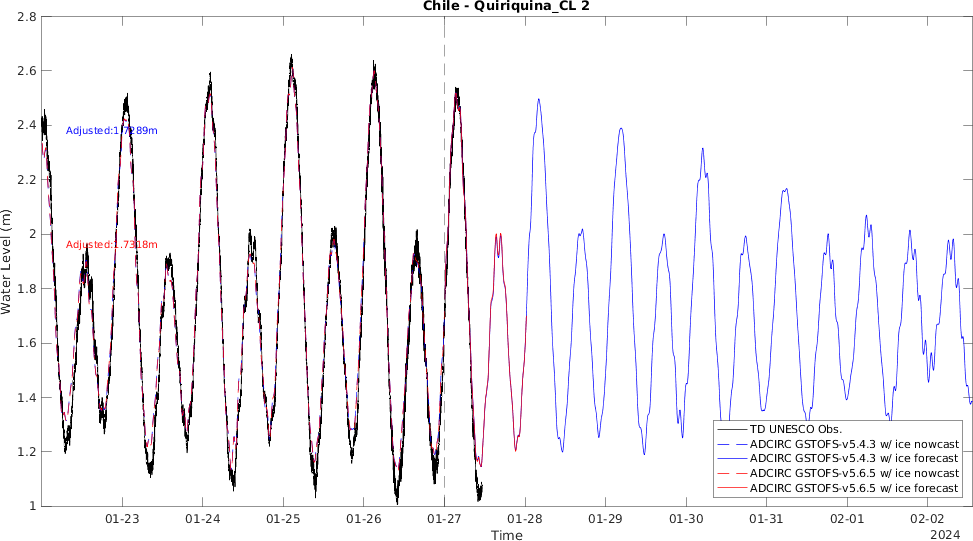 Chile - Quiriquina_CL 2
2.8
2.6
2.4
2.2
2
1.8
1.6
1.4
1.2
1
Water Level (m)
Adjusted:1.7289m
Adjusted:1.7318m
TD UNESCO Obs.
ADCIRC GSTOFS-v5.4.3 w/ ice nowcast
ADCIRC GSTOFS-v5.4.3 w/ ice forecast
ADCIRC GSTOFS-v5.6.5 w/ ice nowcast
ADCIRC GSTOFS-v5.6.5 w/ ice forecast
01-23 01-24 01-25 01-26 01-27 01-28 01-29 01-30 01-31 02-01 02-02
Time
2024